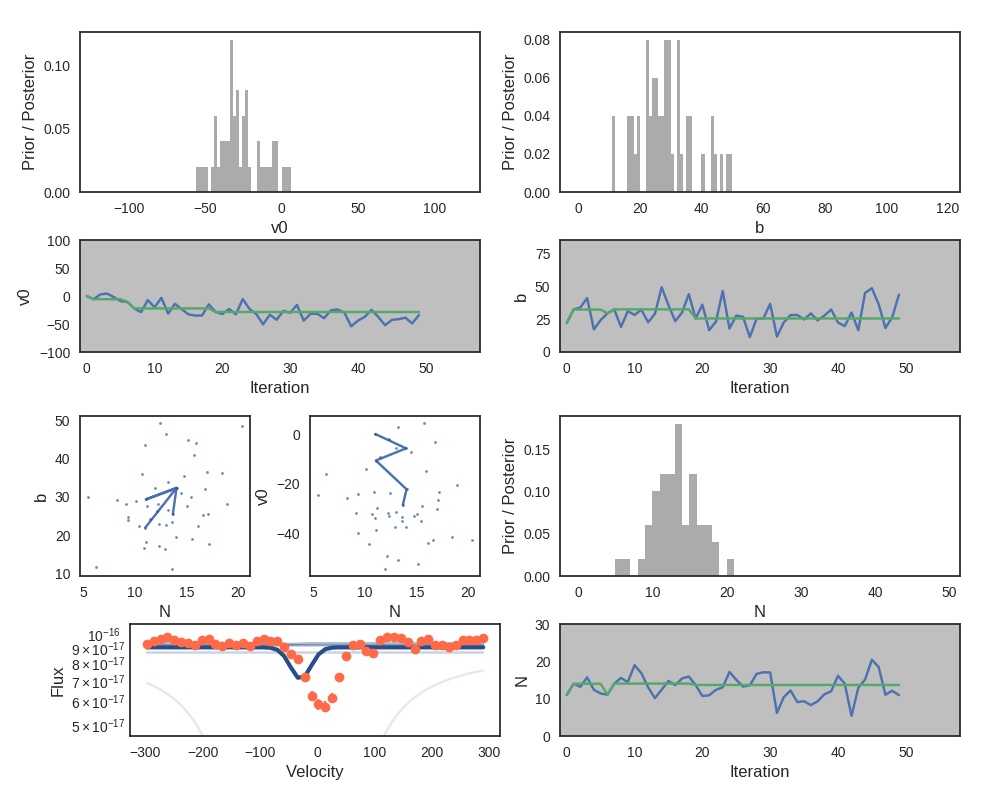 Prior / Posterior
0.10
0.05
0.00
−100 −50 0 50 100
v0
Prior / Posterior
0.08
0.06
0.04
0.02
0.00
0 20 40 60 80 100 120
b
v0
100
50
0
−50
−100
0 10 20 30 40 50
Iteration
b
75
50
25
0
0 10 20 30 40 50
Iteration
b
50
40
30
20
10
5 10 15 20
N
v0
0
−20
−40
5 10 15 20
N
Prior / Posterior
0.15
0.10
0.05
0.00
0 10 20 30 40 50
N
Flux
10⁻¹⁶
9 × 10⁻¹⁷
8 × 10⁻¹⁷
7 × 10⁻¹⁷
6 × 10⁻¹⁷
5 × 10⁻¹⁷
−300 −200 −100 0 100 200 300
Velocity
N
30
20
10
0
0 10 20 30 40 50
Iteration